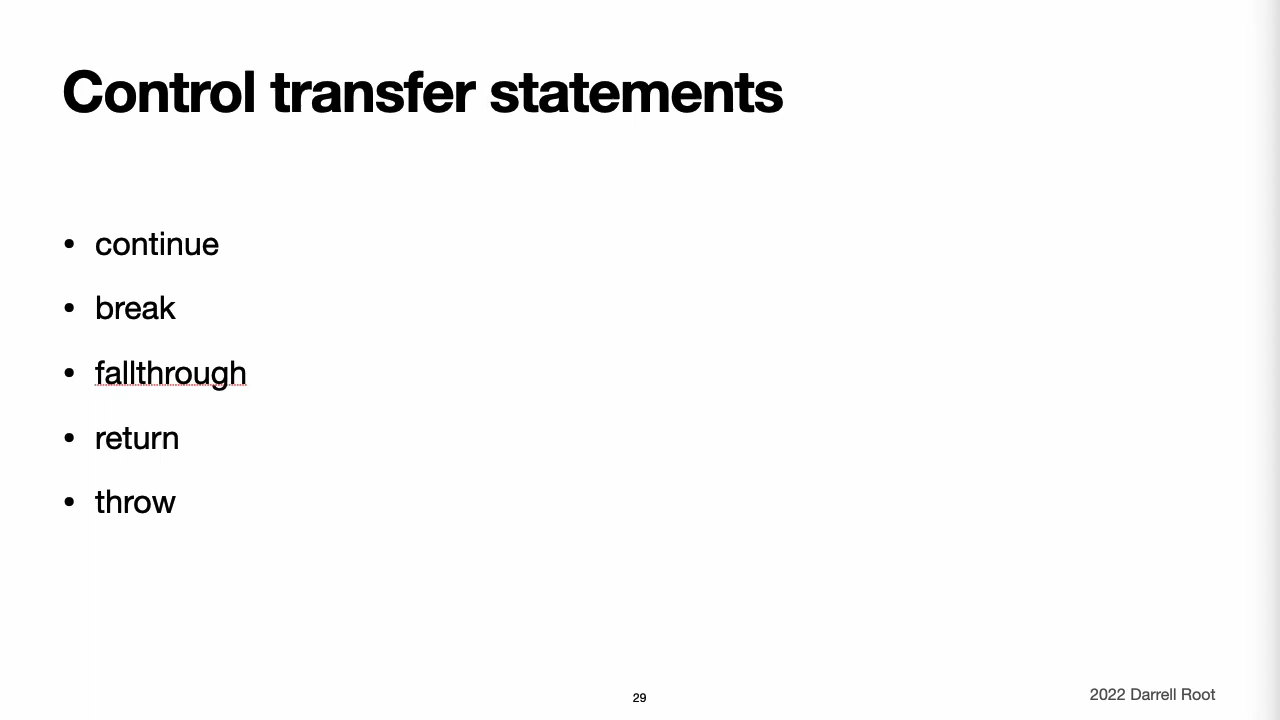 Control transfer statements
• continue
• break
• fallthrough
• return
• throw
29
2022 Darrell Root